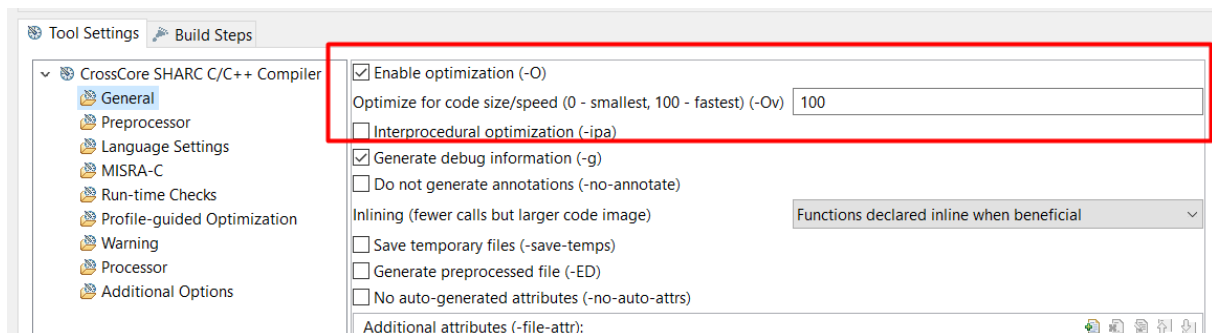 Tool Settings Build Steps
CrossCore SHARC C/C++ Compiler
General
Preprocessor
Language Settings
MISRA-C
Run-time Checks
Profile-guided Optimization
Warning
Processor
Additional Options
Enable optimization (-O)
Optimize for code size/speed (0 - smallest, 100 - fastest) (-Ov) 100
Interprocedural optimization (-ipa)
Generate debug information (-g)
Do not generate annotations (-no-annotate)
Inlining (fewer calls but larger code image) Functions declared inline when beneficial
Save temporary files (-save-temps)
Generate preprocessed file (-ED)
No auto-generated attributes (-no-auto-attrs)
Additional attributes (-file-attr):